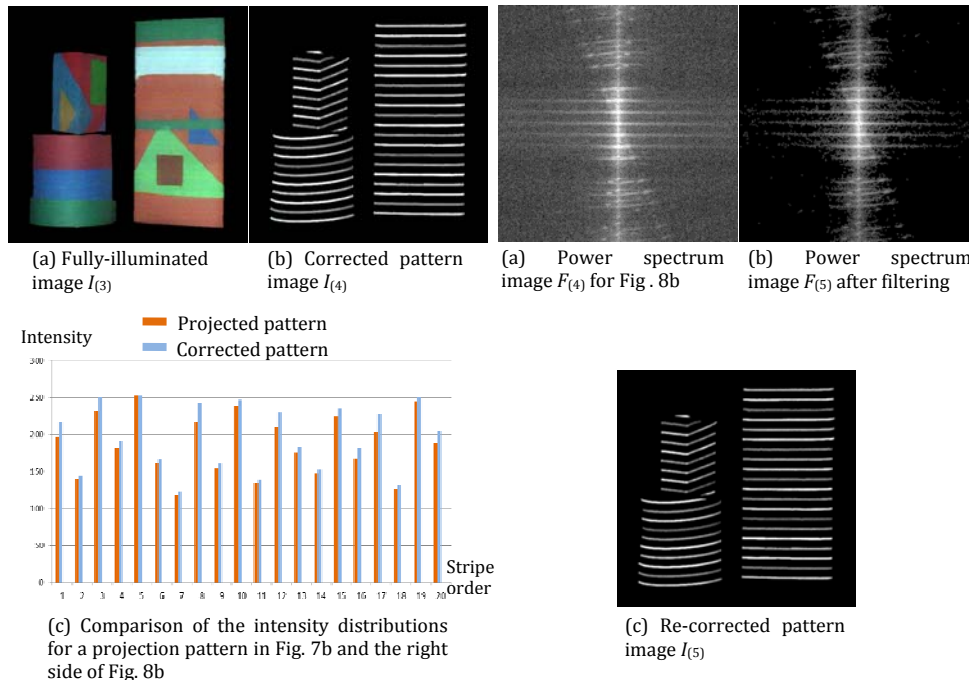 (a) Fully-illuminated
image I(3)
(b) Corrected pattern
image I(4)
(a) Power spectrum
image F(4) for Fig . 8b
(b) Power spectrum
image F(5) after filtering
Intensity
Projected pattern
Corrected pattern
300
250
200
150
100
50
0
1 2 3 4 5 6 7 8 9 10 11 12 13 14 15 16 17 18 19 20
Stripe
order
(c) Comparison of the intensity distributions
for a projection pattern in Fig. 7b and the right
side of Fig. 8b
(c) Re-corrected pattern
image I(5)